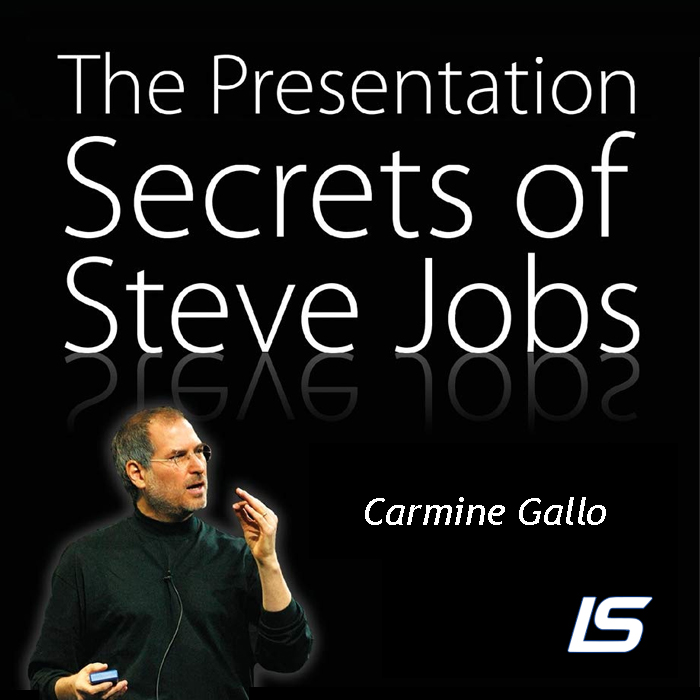 The Presentation
Secrets of
Steve Jobs
Carmine Gallo
LS